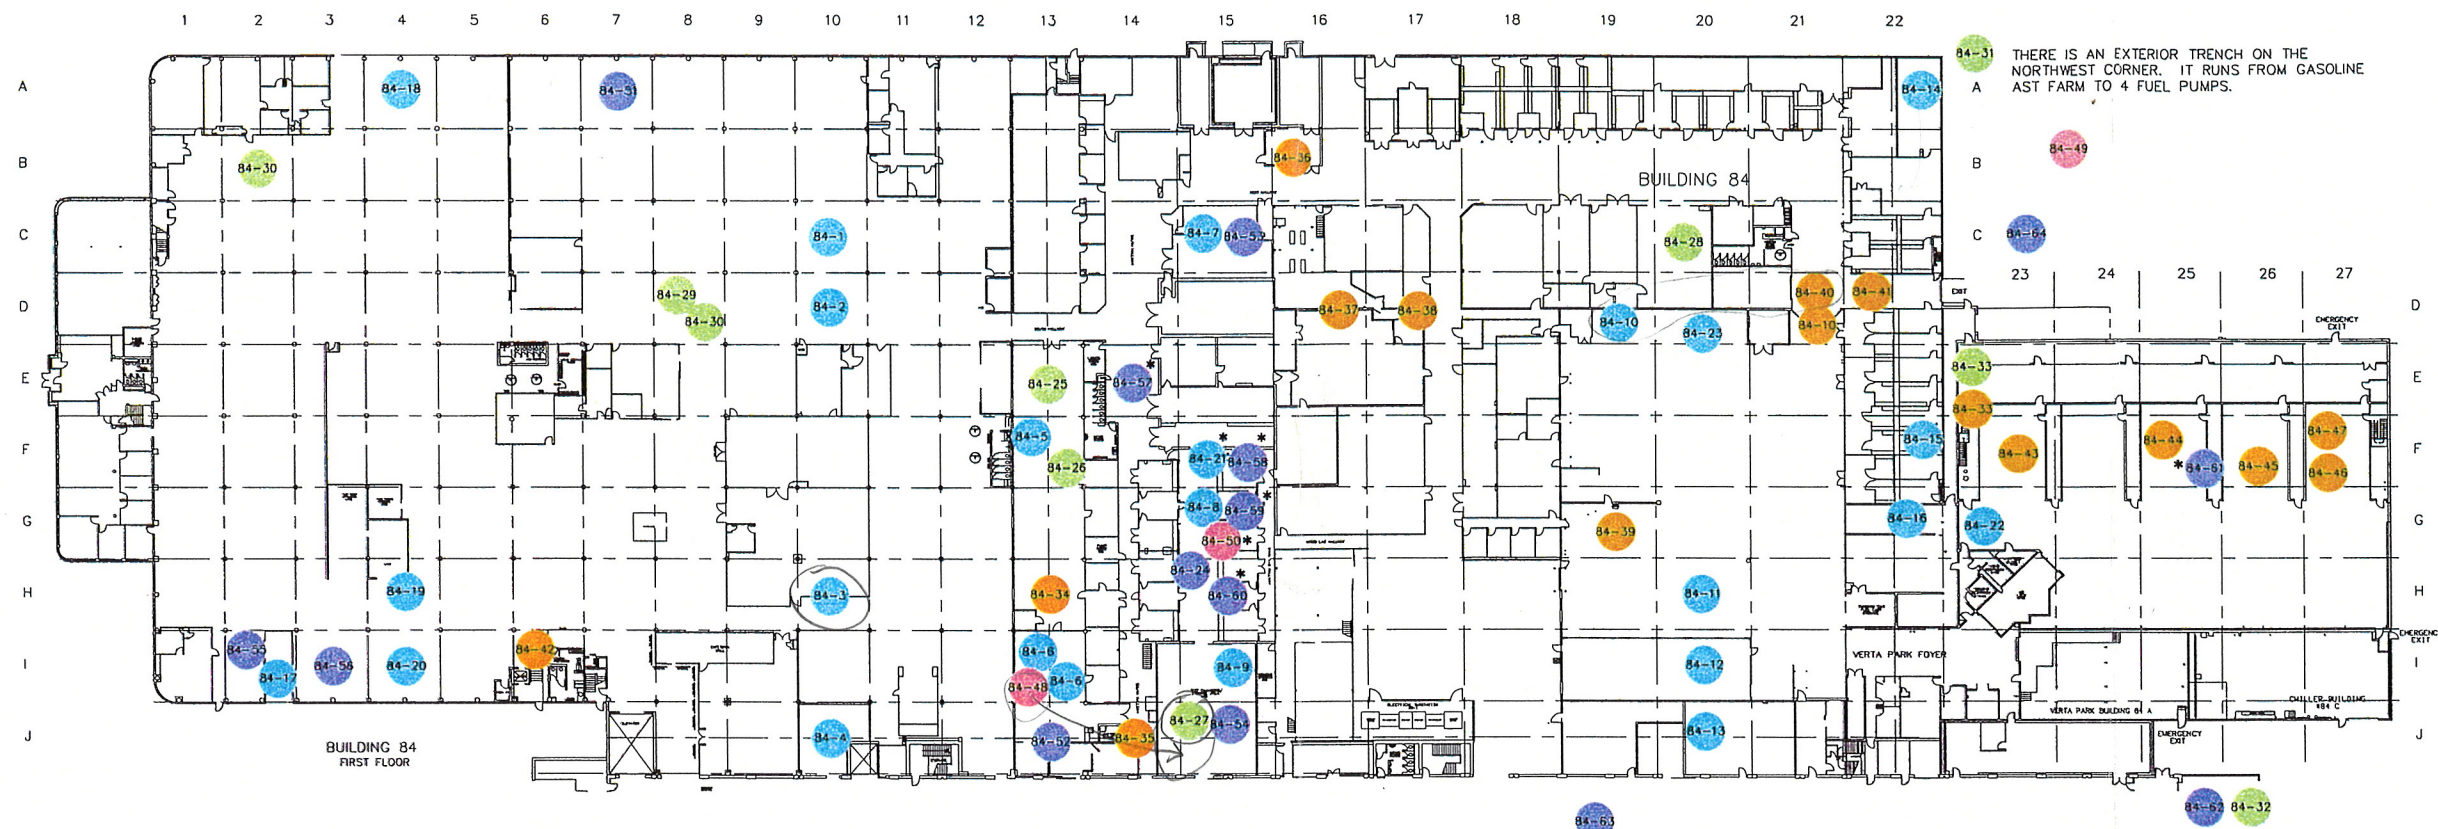 1 2 3 4 5 6 7 8 9 10 11 12 13 14 15 16 17 18 19 20 21 22
84-31 THERE IS AN EXTERIOR TRENCH ON THE
NORTHWEST CORNER. IT RUNS FROM GASOLINE
AST FARM TO 4 FUEL PUMPS.
A 84-18 84-51 84-14 A
B 84-30 84-36 B 84-49
BUILDING 84
C 84-1 84-7 84-28 C 84-64
23 24 25 26 27
D 84-29 84-30 84-2 84-37 84-38 84-10 84-23 84-40 84-10 84-41 D
EXIT
EMERGENCY
EXIT
E 84-25 84-57 * 84-33 E
84-33
F 84-5 84-26 84-21 * 84-58 * 84-15 84-43 84-44 * 84-61 84-45 84-47 84-46 F
G 84-8 84-59 * 84-39 84-16 84-22 G
84-50 *
84-24 *
H 84-19 84-3 84-34 84-60 84-11 H
EMERGENC
EXIT
I 84-55 84-17 84-56 84-20 84-42 84-6 84-6 84-48 84-9 84-12 I
VERTA PARK FOYER
CHILLER BUILDING
#84 C
VERTA PARK BUILDING 84 A
J 84-4 84-52 84-35 84-27 84-54 84-13 J
EMERGENCY
EXIT
BUILDING 84
FIRST FLOOR
84-63 84-62 84-32